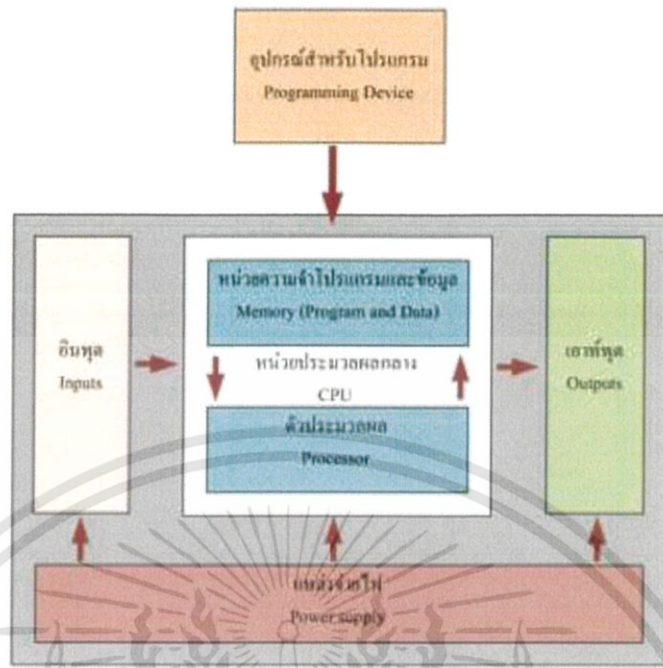 อุปกรณ์สำหรับโปรแกรม
Programming Device
หน่วยความจำโปรแกรมและข้อมูล
Memory (Program and Data)
อินพุต
Inputs
หน่วยประมวลผลกลาง
CPU
เอาท์พุต
Outputs
ตัวประมวลผล
Processor
แหล่งจ่ายไฟ
Power supply